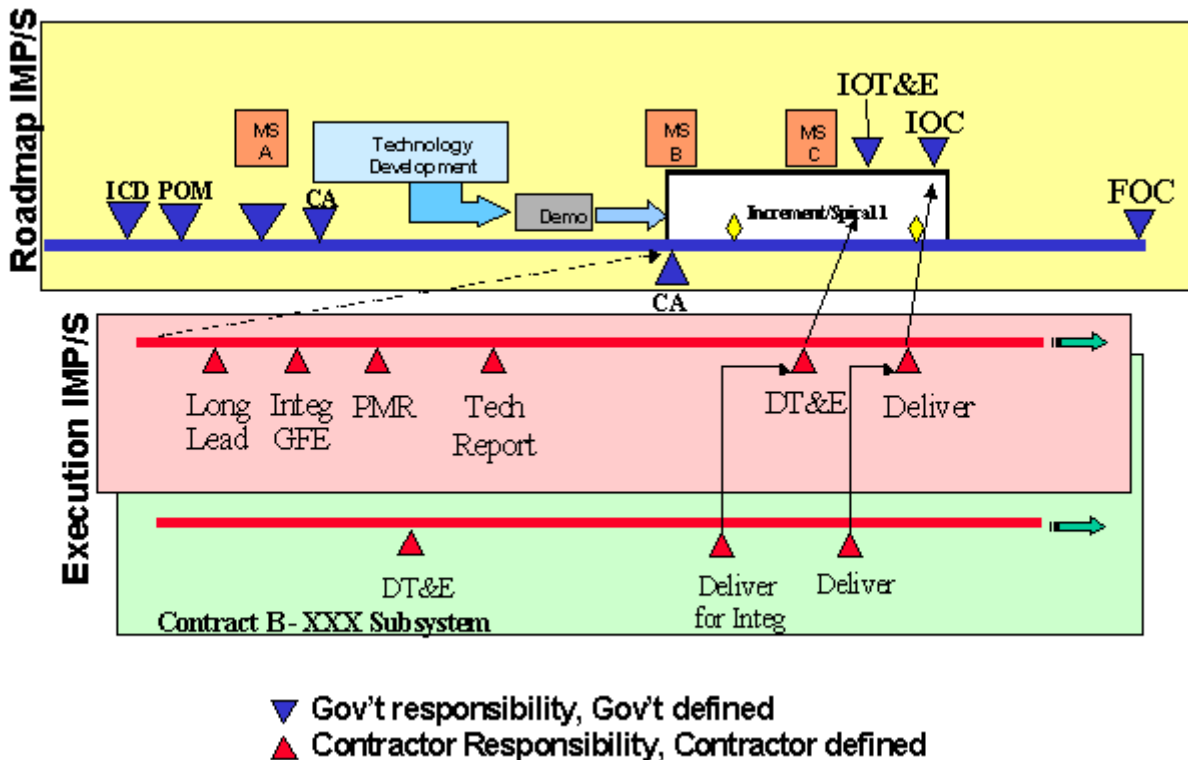 Roadmap IMP/S
IOT&E
IOC
MS
A
Technology
Development
MS
B
MS
C
ICD
POM
CA
FOC
Demo
Increment/Spiral 1
CA
Execution IMP/S
Long
Lead
Integ
GFE
PMR
Tech
Report
DT&E
Deliver
DT&E
Deliver
for Integ
Deliver
Contract B - XXX Subsystem
Gov't responsibility, Gov't defined
Contractor Responsibility, Contractor defined